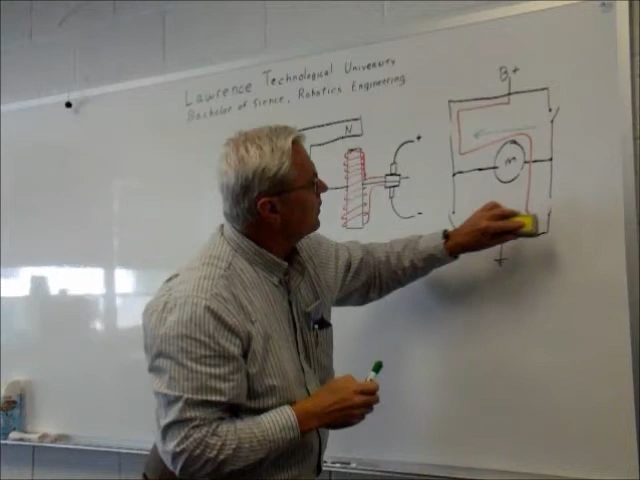 Lawrence Technological University
Bachelor of Sience, Robotics Engineering
B+
N
+
m
-